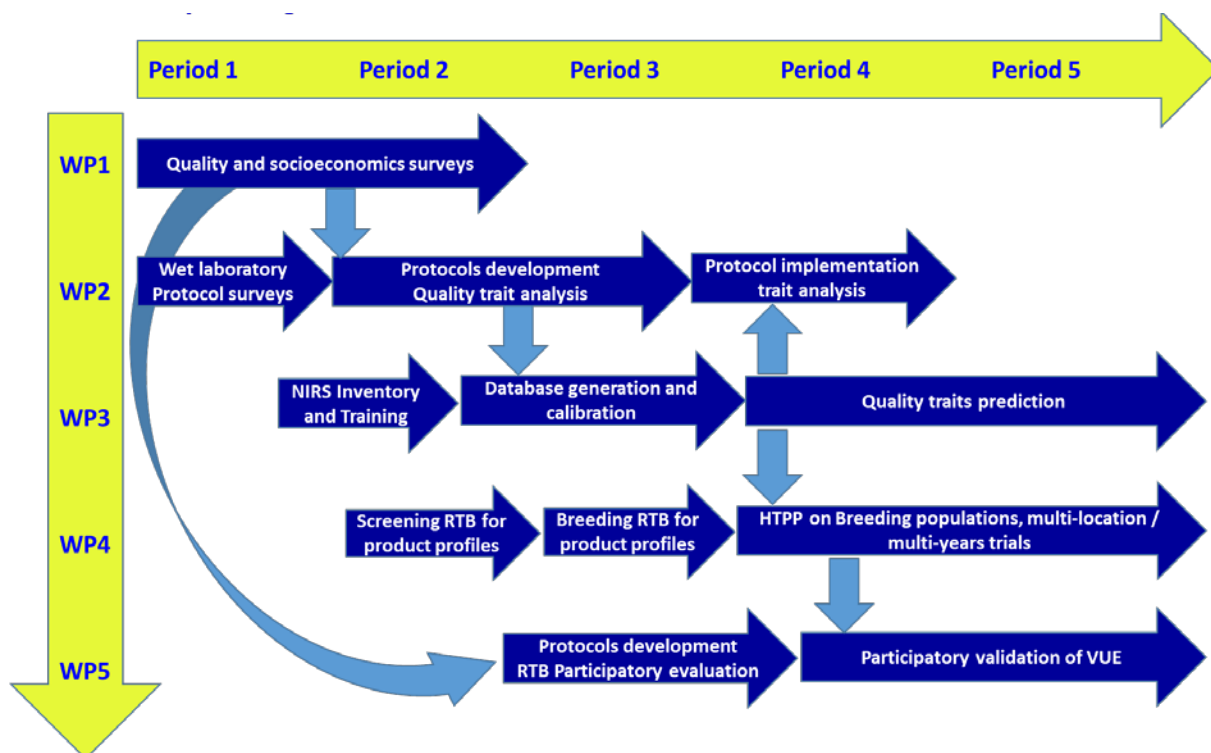 Period 1 Period 2 Period 3 Period 4 Period 5
WP1
Quality and socioeconomics surveys
WP2
Wet laboratory
Protocol surveys
Protocols development
Quality trait analysis
Protocol implementation
trait analysis
WP3
NIRS Inventory
and Training
Database generation and
calibration
Quality traits prediction
WP4
Screening RTB for
product profiles
Breeding RTB for
product profiles
HTPP on Breeding populations, multi-location /
multi-years trials
WP5
Protocols development
RTB Participatory evaluation
Participatory validation of VUE